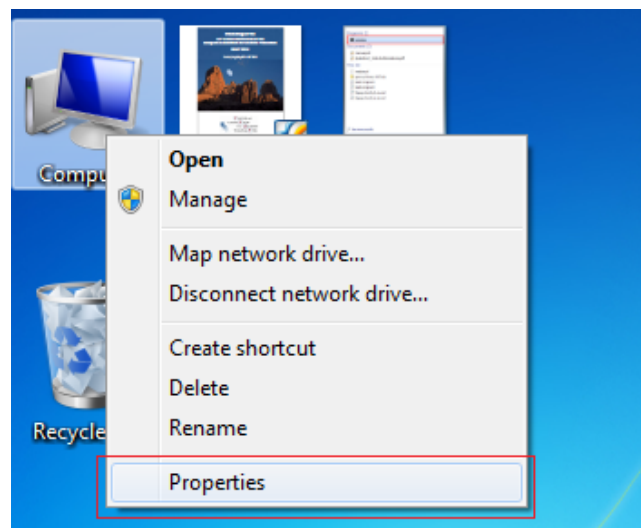 Compu
Open
Manage
Map network drive...
Disconnect network drive...
Create shortcut
Delete
Rename
Recycle
Properties